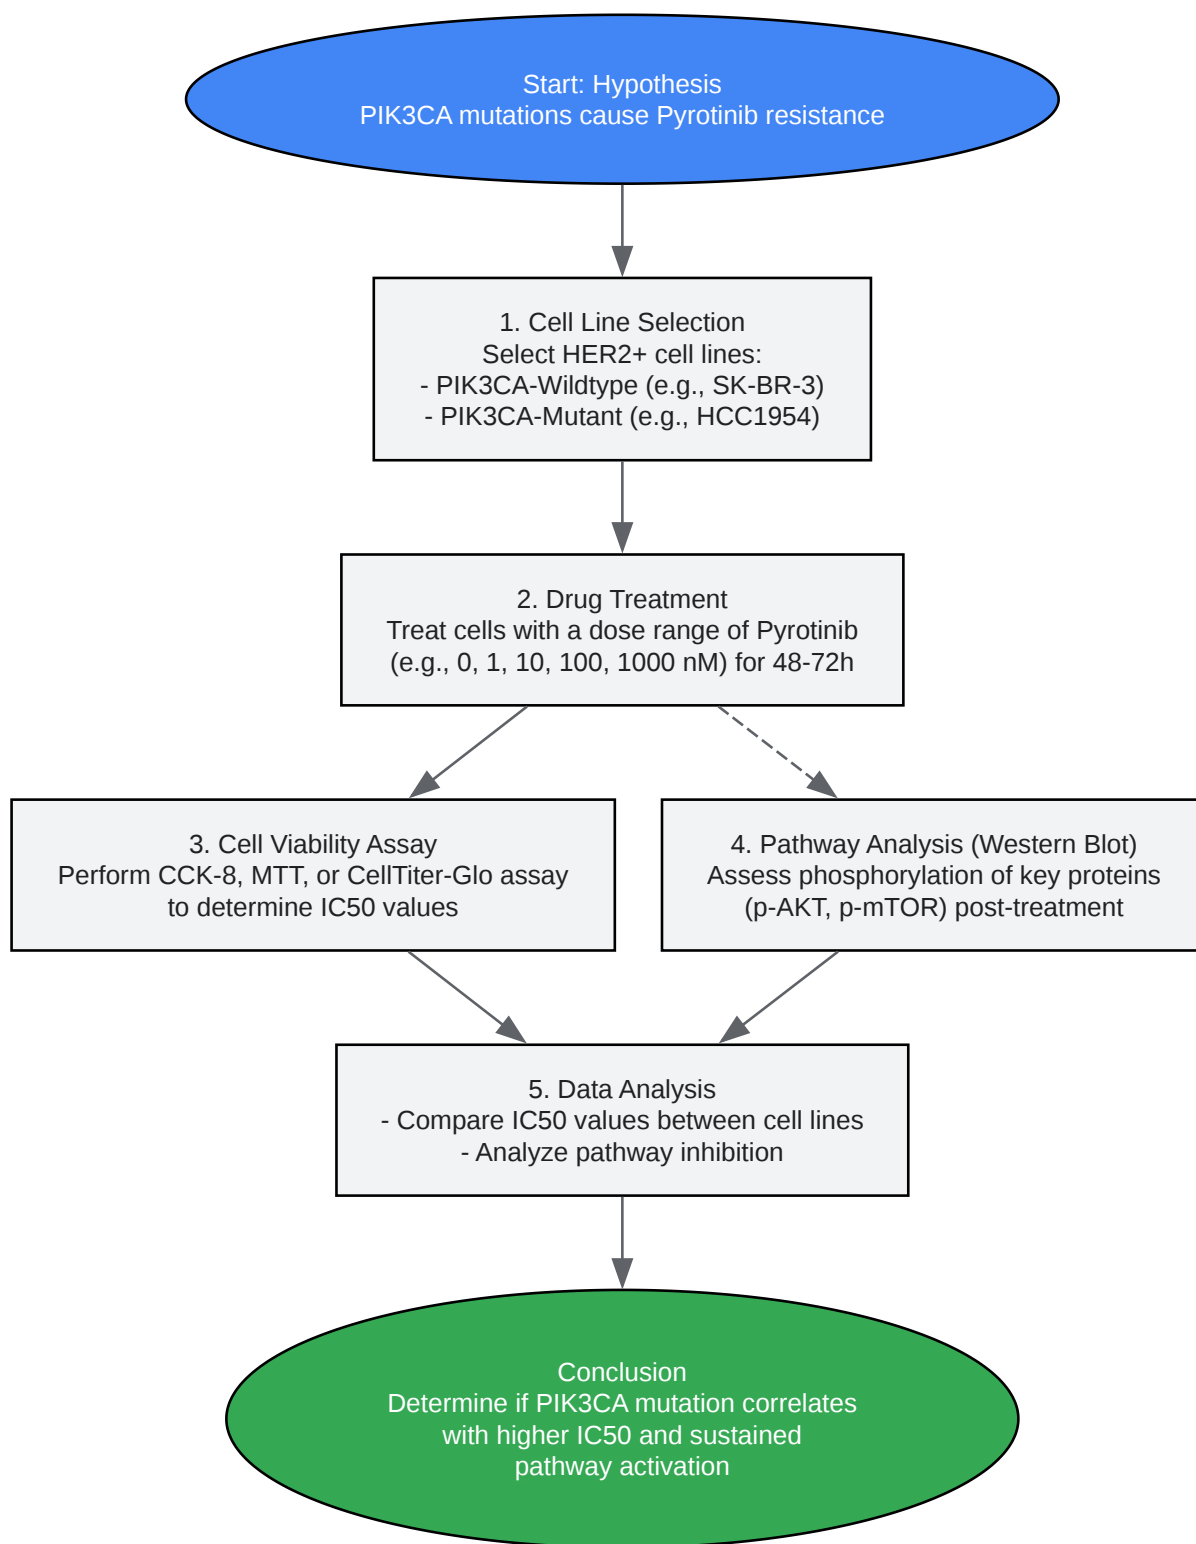 Start: Hypothesis
PIK3CA mutations cause Pyrotinib resistance
1. Cell Line Selection
Select HER2+ cell lines:
- PIK3CA-Wildtype (e.g., SK-BR-3)
- PIK3CA-Mutant (e.g., HCC1954)
2. Drug Treatment
Treat cells with a dose range of Pyrotinib
(e.g., 0, 1, 10, 100, 1000 nM) for 48-72h
3. Cell Viability Assay
Perform CCK-8, MTT, or CellTiter-Glo assay
to determine IC50 values
4. Pathway Analysis (Western Blot)
Assess phosphorylation of key proteins
(p-AKT, p-mTOR) post-treatment
5. Data Analysis
- Compare IC50 values between cell lines
- Analyze pathway inhibition
Conclusion
Determine if PIK3CA mutation correlates
with higher IC50 and sustained
pathway activation